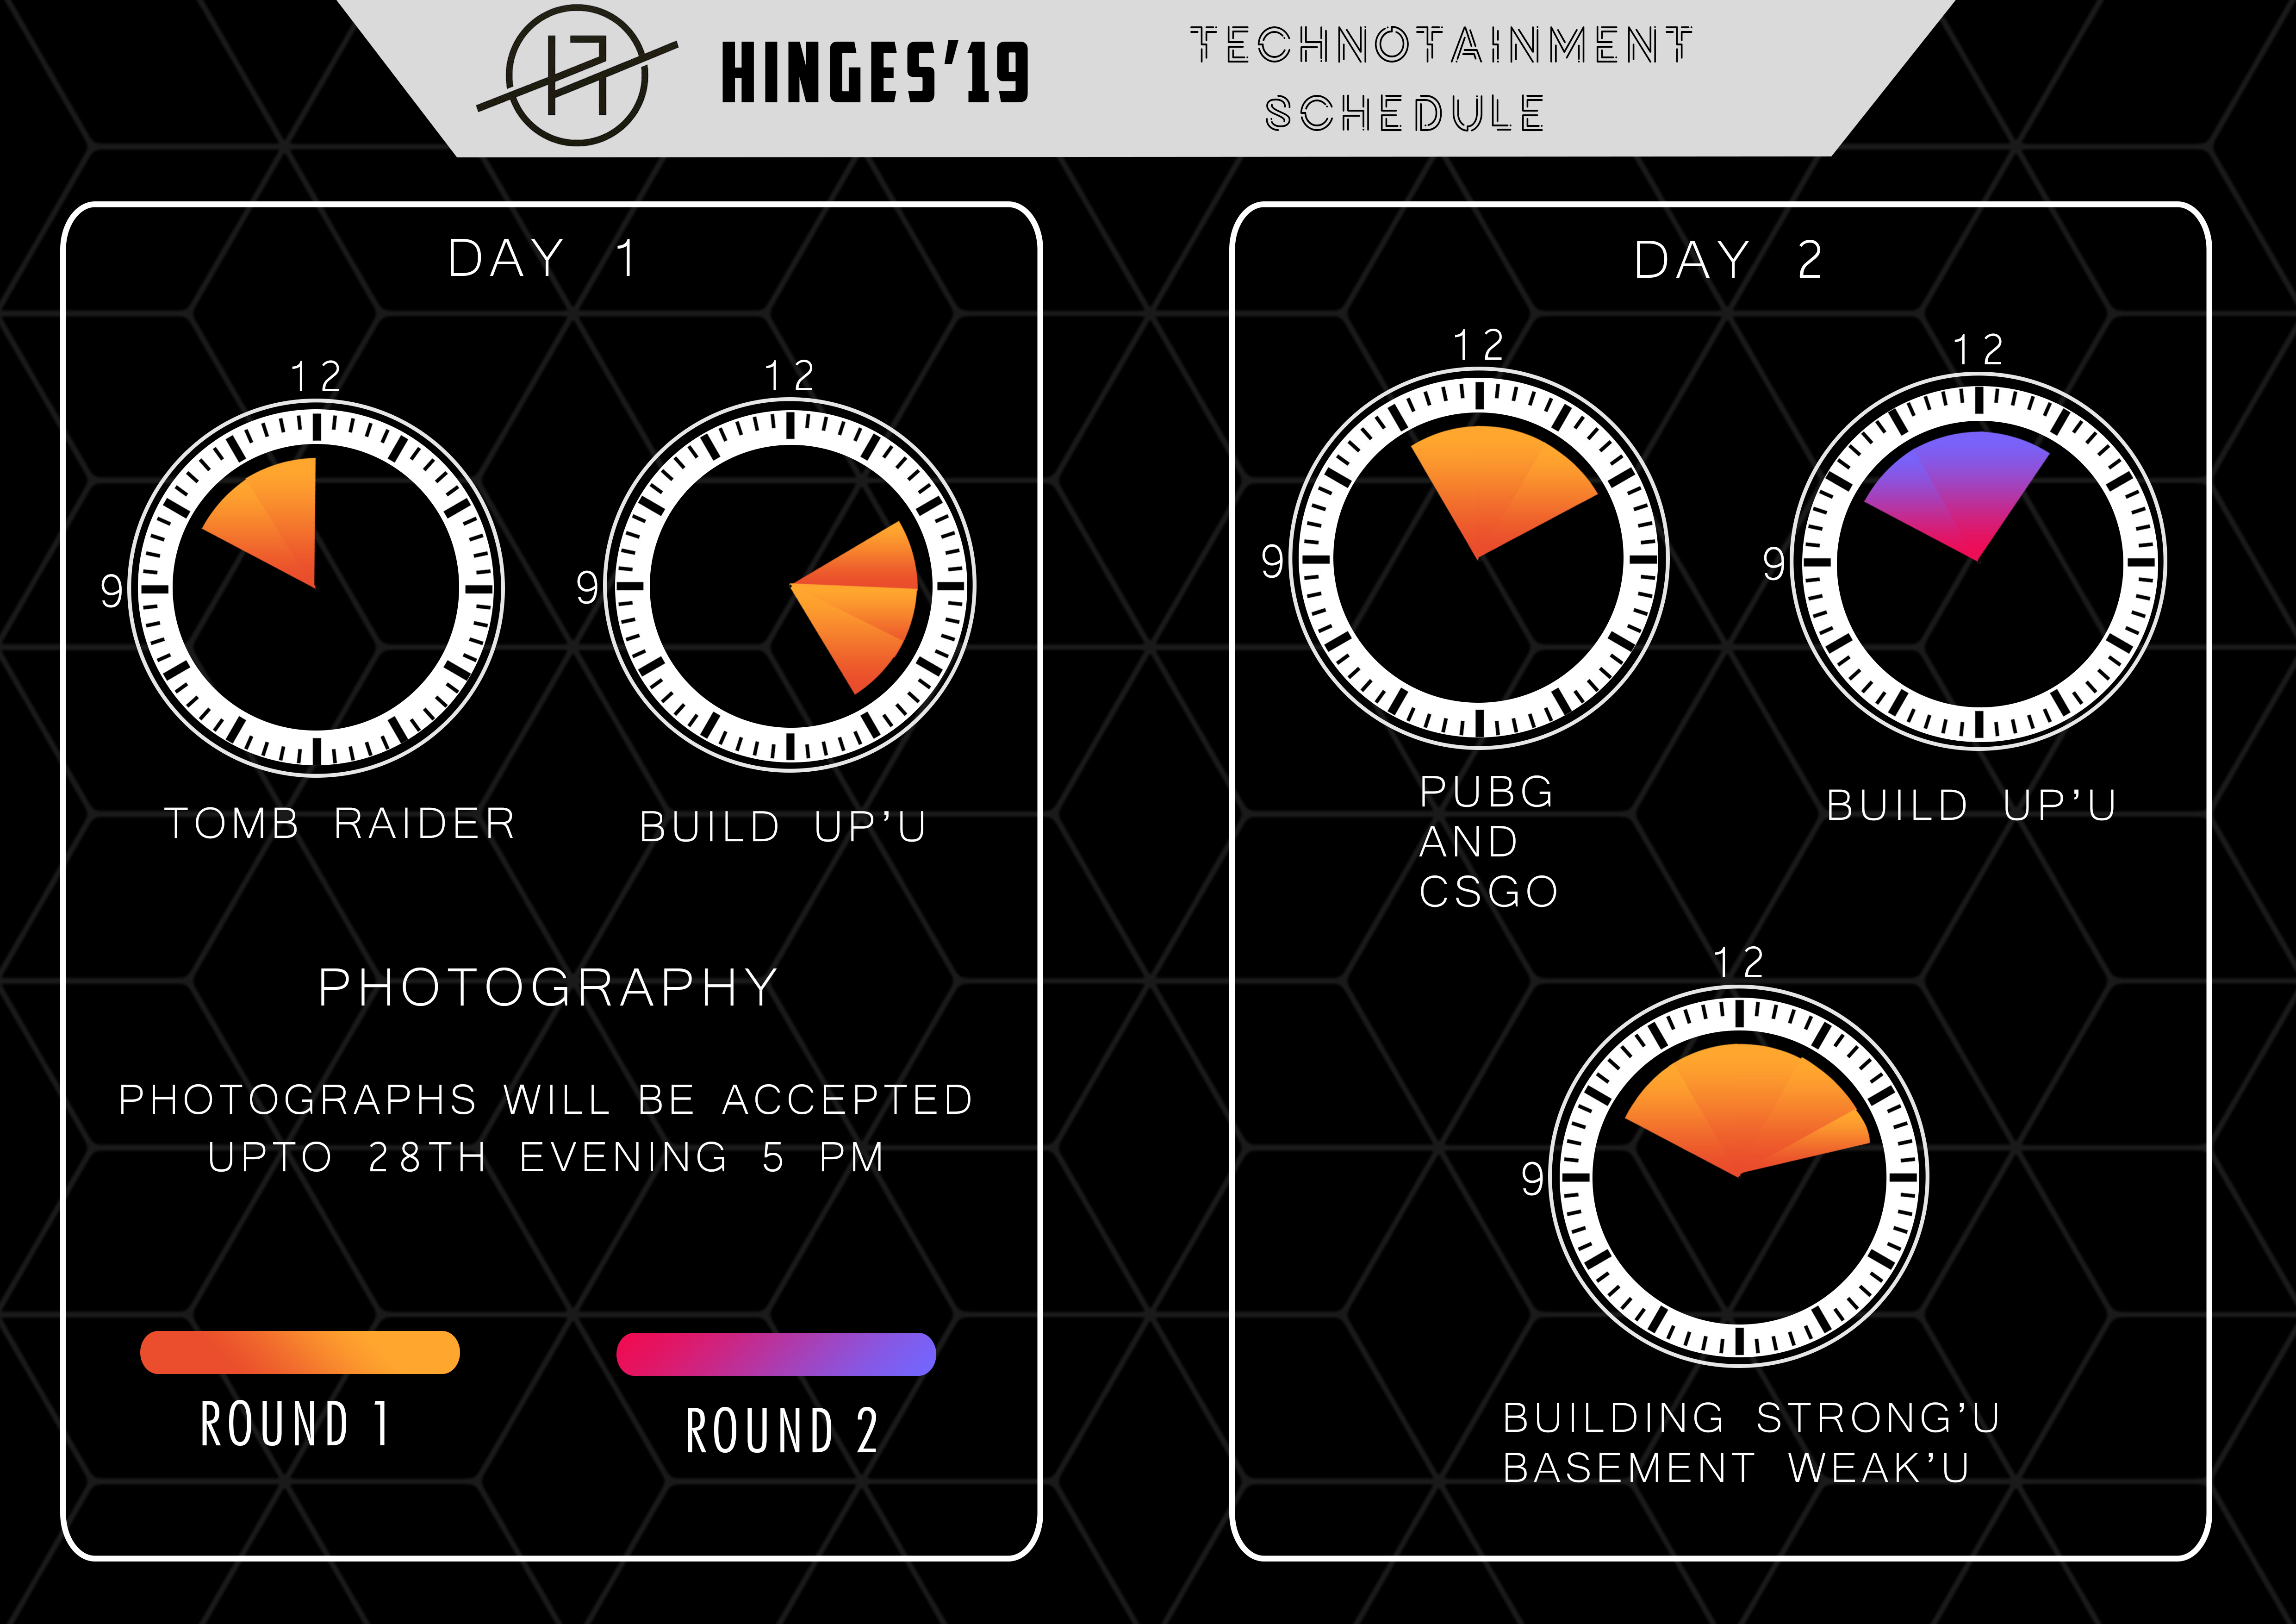 HINGES'19
TECHNOTAINMENT
SCHEDULE
DAY 1
12
9
TOMB RAIDER
12
9
BUILD UP'U
PHOTOGRAPHY
PHOTOGRAPHS WILL BE ACCEPTED
UPTO 28TH EVENING 5 PM
ROUND 1
ROUND 2
DAY 2
12
9
PUBG
AND
CSGO
12
9
BUILD UP'U
12
9
BUILDING STRONG'U
BASEMENT WEAK'U